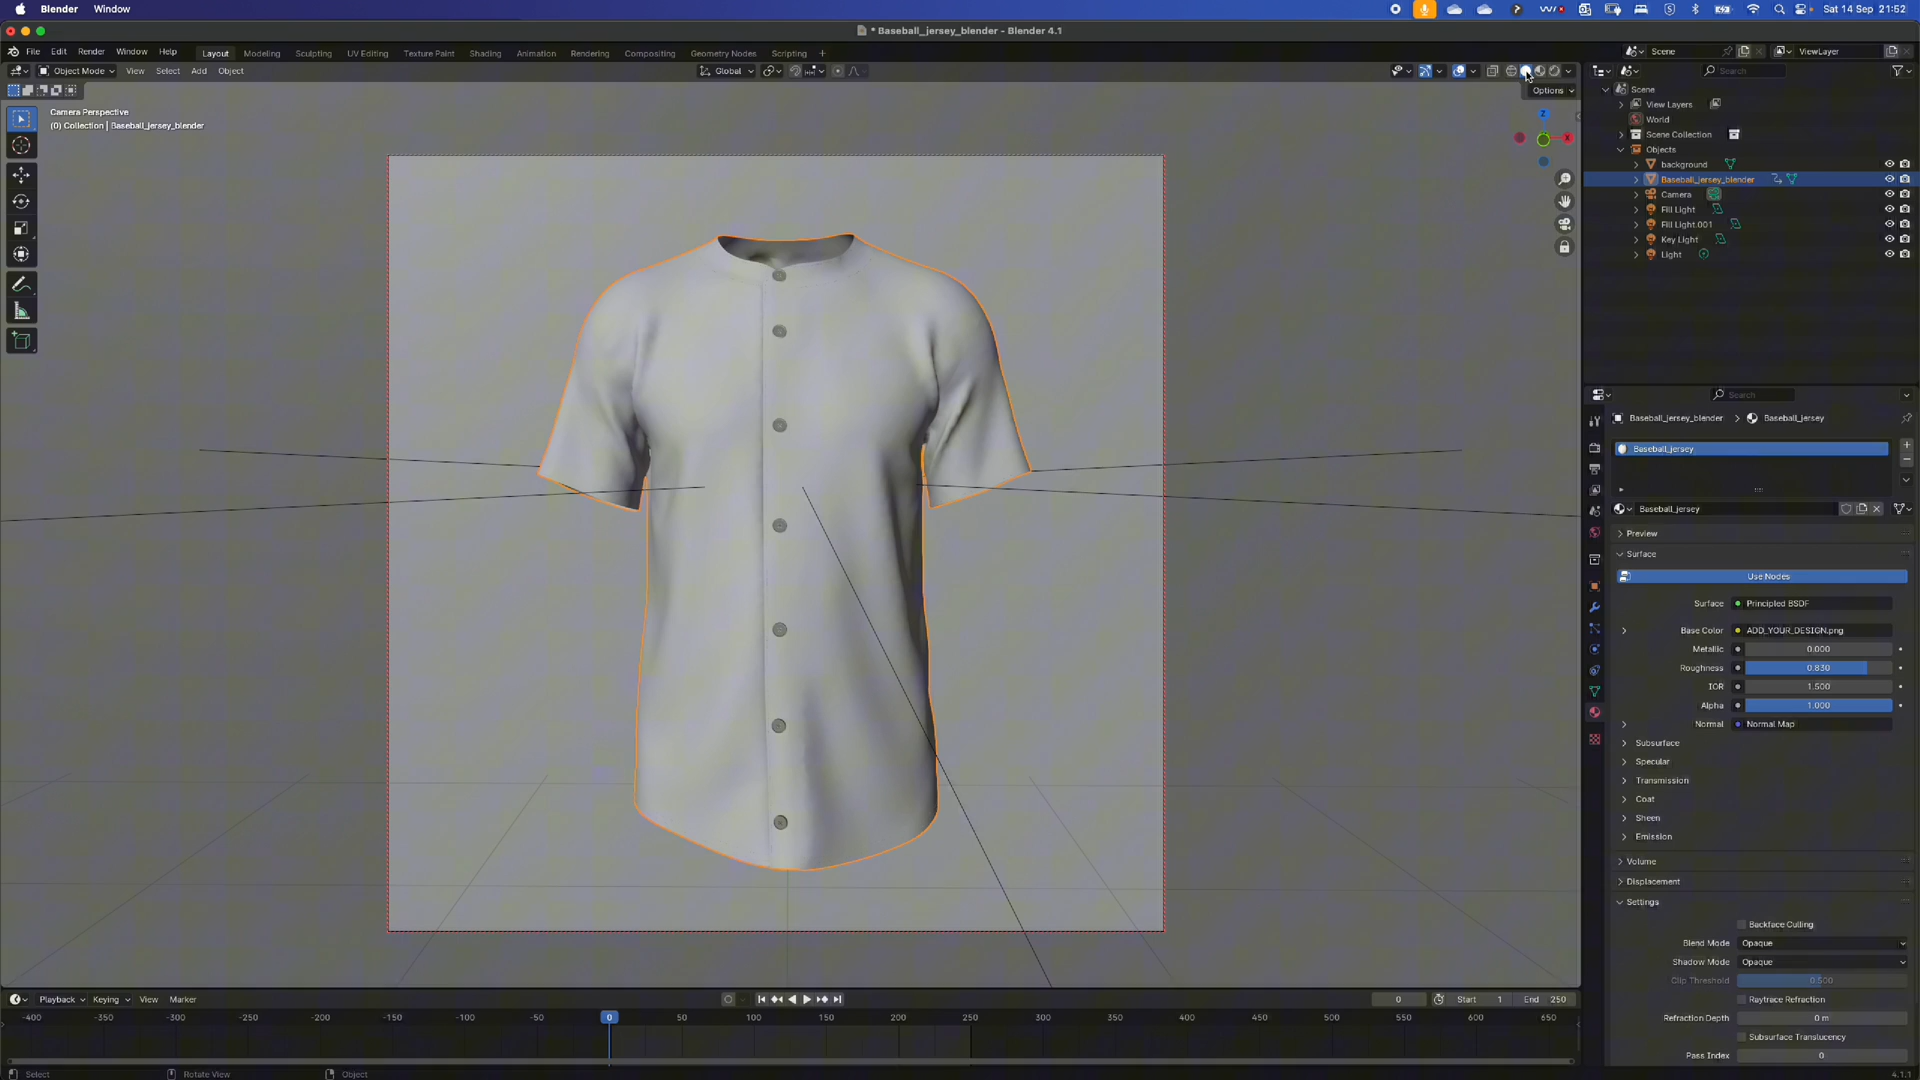 Blender Window Sat 14 Sep 21:52
* Baseball_jersey_blender - Blender 4.1
File Edit Render Window Help Layout Modeling Sculpting UV Editing Texture Paint Shading Animation Rendering Compositing Geometry Nodes Scripting + Scene ViewLayer
Object Mode View Select Add Object Global Search
Options
Camera Perspective
(0) Collection | Baseball_jersey_blender
Z
X
Scene
View Layers
World
Scene Collection
Objects
background
Baseball_jersey_blender
Camera
Fill Light
Fill Light.001
Key Light
Light
Search
Baseball_jersey_blender > Baseball_jersey
Baseball_jersey
Baseball_jersey
Preview
Surface
Use Nodes
Surface Principled BSDF
Base Color ADD_YOUR_DESIGN.png
Metallic 0.000
Roughness 0.830
IOR 1.500
Alpha 1.000
Normal Normal Map
Subsurface
Specular
Transmission
Coat
Sheen
Emission
Volume
Displacement
Settings
Backface Culling
Blend Mode Opaque
Shadow Mode Opaque
Clip Threshold 0.500
Raytrace Refraction
Refraction Depth 0 m
Subsurface Translucency
Pass Index 0
Playback Keying View Marker 0 Start 1 End 250
-400 -350 -300 -250 -200 -150 -100 -50 0 50 100 150 200 250 300 350 400 450 500 550 600 650
Select Rotate View Object 4.1.1